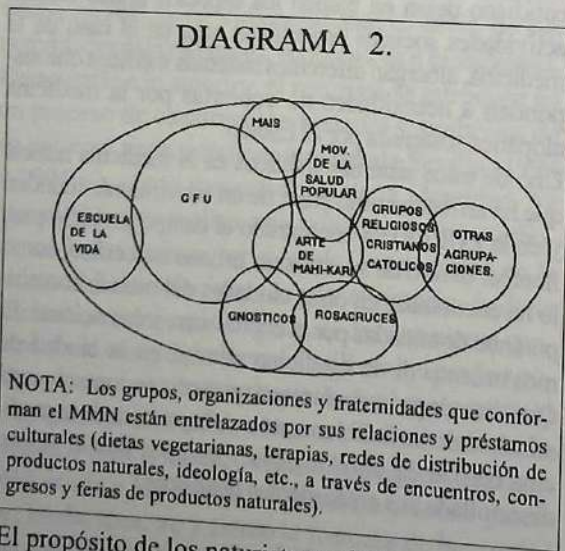 DIAGRAMA 2.
MAIS
MOV.
DE LA
SALUD
POPULAR
GFU
ESCUELA
DE LA
VIDA
GRUPOS
RELIGIOSOS
CRISTIANOS
CATOLICOS
OTRAS
AGRUPA-
CIONES.
ARTE
DE
MAHI-KARI
GNOSTICOS
ROSACRUCES
NOTA: Los grupos, organizaciones y fraternidades que confor-
man el MMN están entrelazados por sus relaciones y préstamos
culturales (dietas vegetarianas, terapias, redes de distribución de
productos naturales, ideología, etc., a través de encuentros, con-
gresos y ferias de productos naturales).
El propósito de los